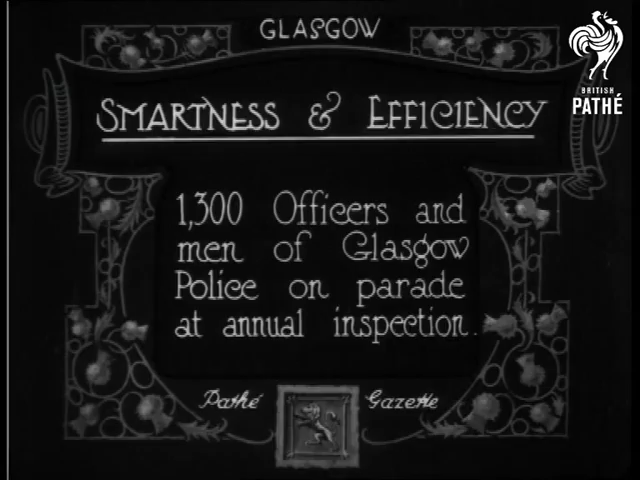 GLASGOW
BRITISH
PATHÉ
SMARTNESS & EFFICIENCY
1,300 Officers and
men of Glasgow
Police on parade
at annual inspection.
Pathé Gazette